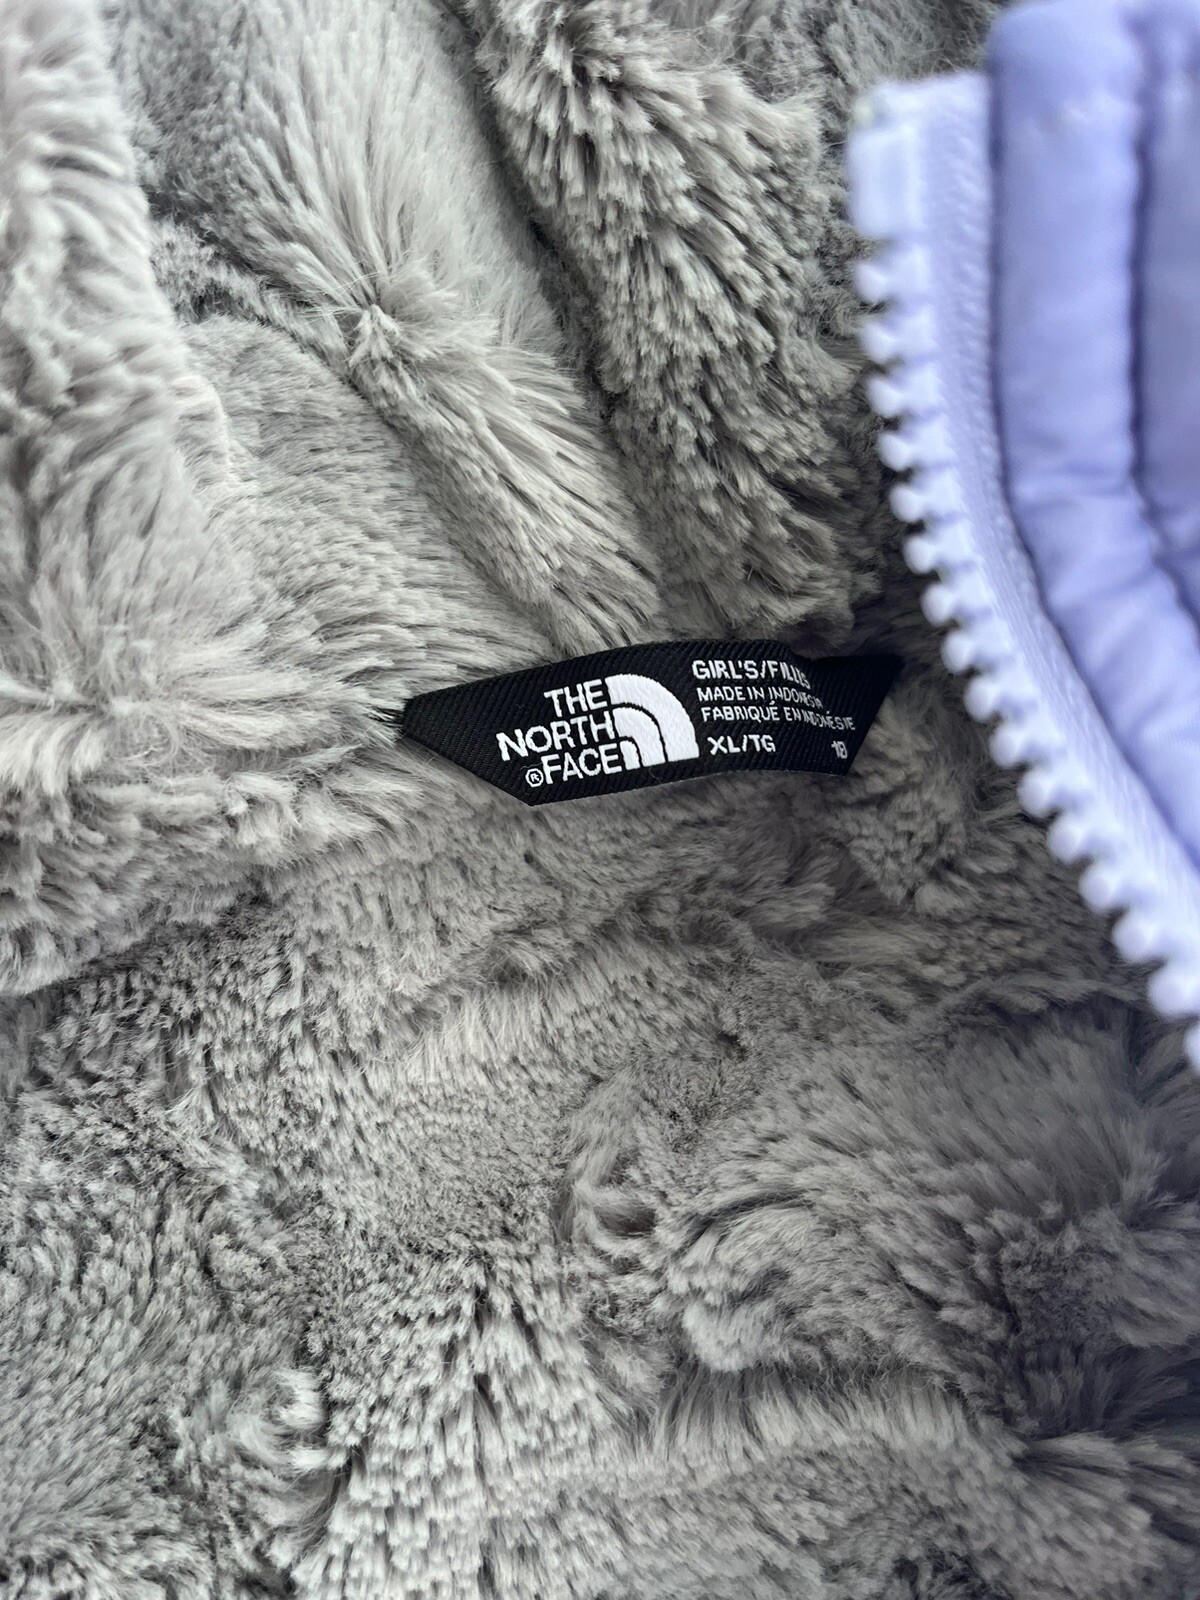 THE
NORTH
®FACE
GIRL'S/FILLES
MADE IN INDONESIA
FABRIQUÉ EN INDONÉSIE
XL/TG 18